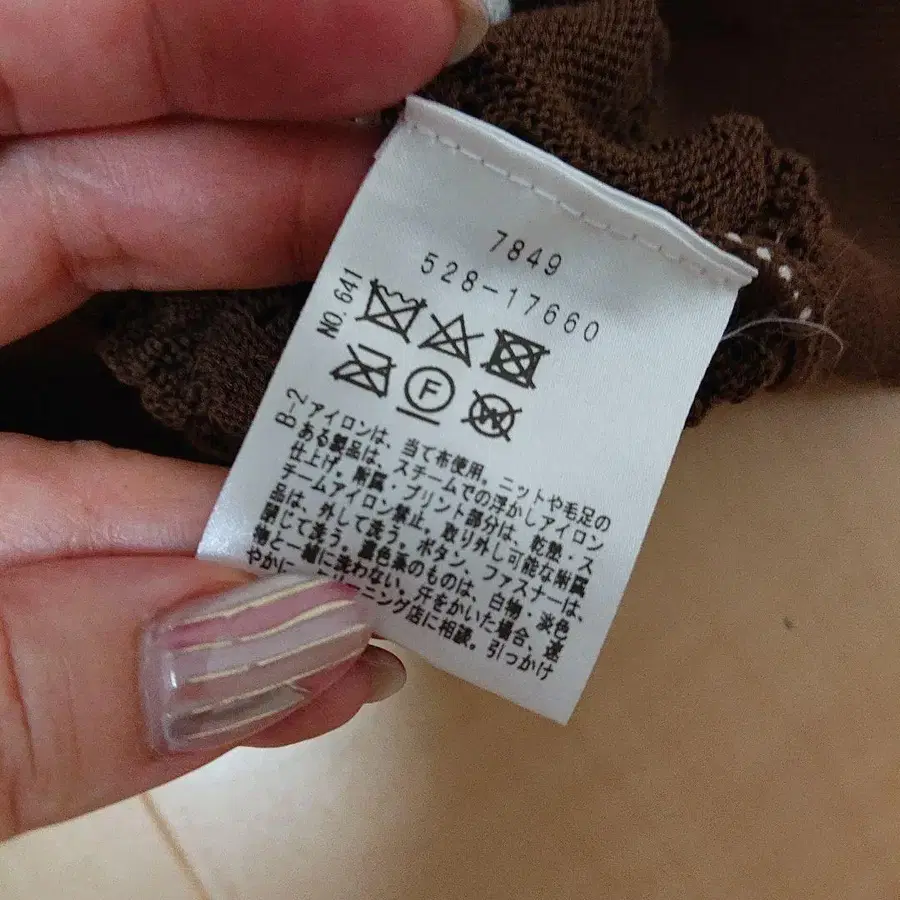 7849
528-17660
NO.641
F
W
B-2
アイロンは、当て布使用。ニットや毛足の
ある製品は、スチームでの浮かしアイロン
仕上げ。附属・プリント部分は、乾熱・ス
チームアイロン禁止。取り外し可能な附属
品は、外して洗う。ボタン、ファスナーは、
閉じて洗う。濃色系のものは、白物・淡色
物と一緒に洗わない。汗をかいた場合、速
やかに、クリーニング店に相談。引っかけ